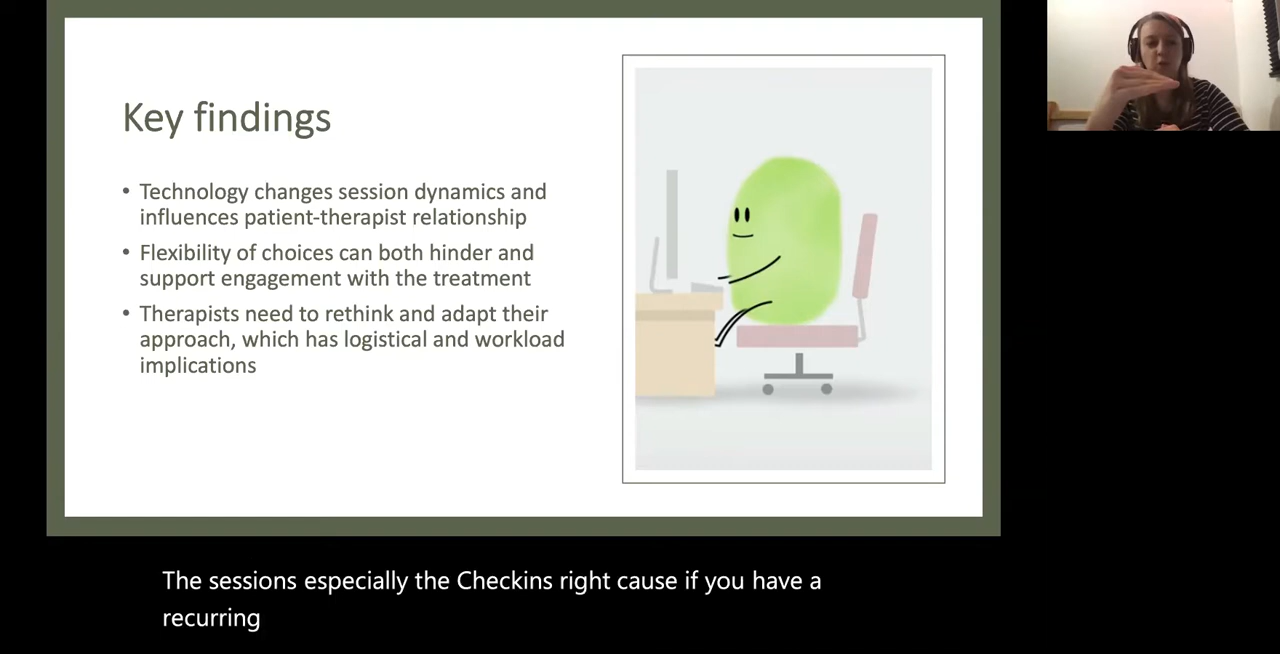 Key findings
• Technology changes session dynamics and
influences patient-therapist relationship
• Flexibility of choices can both hinder and
support engagement with the treatment
• Therapists need to rethink and adapt their
approach, which has logistical and workload
implications
The sessions especially the Checkins right cause if you have a
recurring